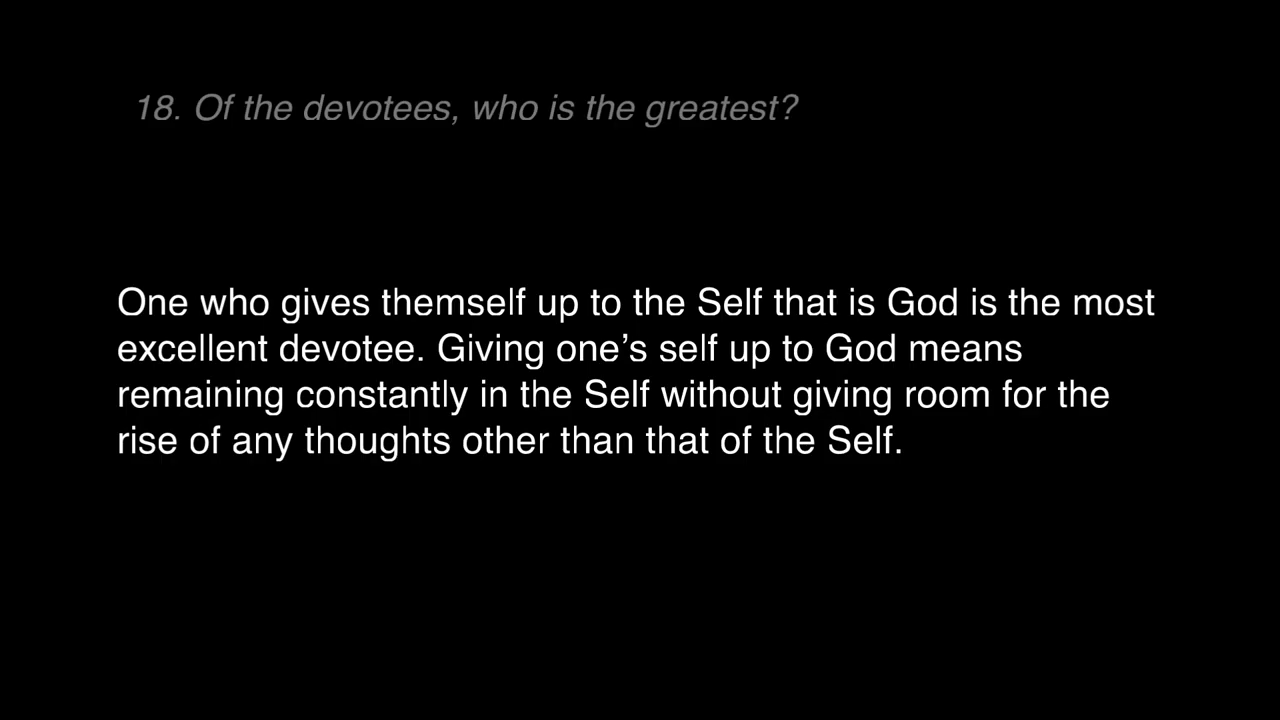 18. Of the devotees, who is the greatest?
One who gives themself up to the Self that is God is the most
excellent devotee. Giving one’s self up to God means
remaining constantly in the Self without giving room for the
rise of any thoughts other than that of the Self.